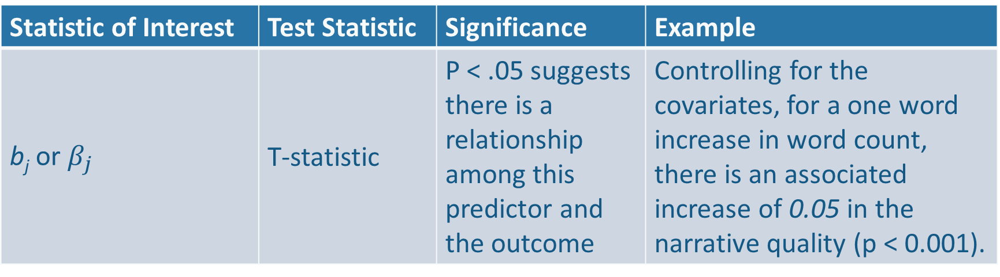 Statistic of Interest
Test Statistic
Significance
Example
bⱼ or βⱼ
T-statistic
P < .05 suggests
there is a
relationship
among this
predictor and
the outcome
Controlling for the
covariates, for a one word
increase in word count,
there is an associated
increase of 0.05 in the
narrative quality (p < 0.001).